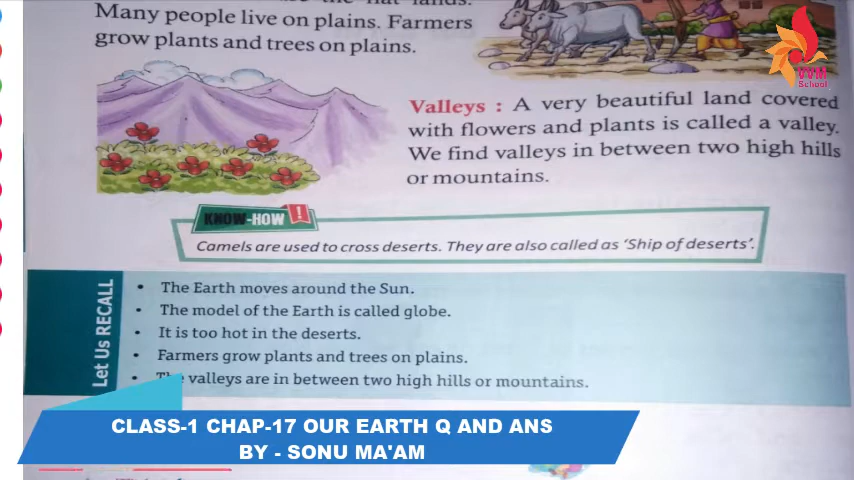 the flat lands.
Many people live on plains. Farmers
grow plants and trees on plains.
VVM
School
Valleys : A very beautiful land covered
with flowers and plants is called a valley.
We find valleys in between two high hills
or mountains.
KNOW-HOW !
Camels are used to cross deserts. They are also called as 'Ship of deserts'.
Let Us RECALL
• The Earth moves around the Sun.
• The model of the Earth is called globe.
• It is too hot in the deserts.
• Farmers grow plants and trees on plains.
• The valleys are in between two high hills or mountains.
CLASS-1 CHAP-17 OUR EARTH Q AND ANS
BY - SONU MA'AM